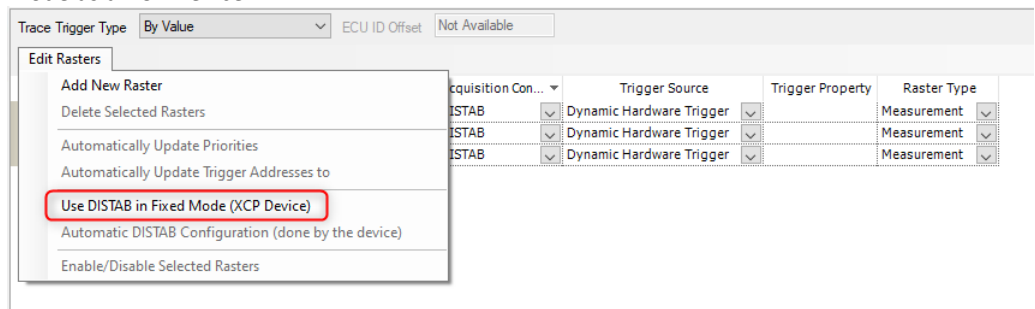 Trace Trigger Type By Value ECU ID Offset Not Available
Edit Rasters
Add New Raster
Delete Selected Rasters
Automatically Update Priorities
Automatically Update Trigger Addresses to
Use DISTAB in Fixed Mode (XCP Device)
Automatic DISTAB Configuration (done by the device)
Enable/Disable Selected Rasters
cquisition Con... Trigger Source Trigger Property Raster Type
ISTAB Dynamic Hardware Trigger Measurement
ISTAB Dynamic Hardware Trigger Measurement
ISTAB Dynamic Hardware Trigger Measurement